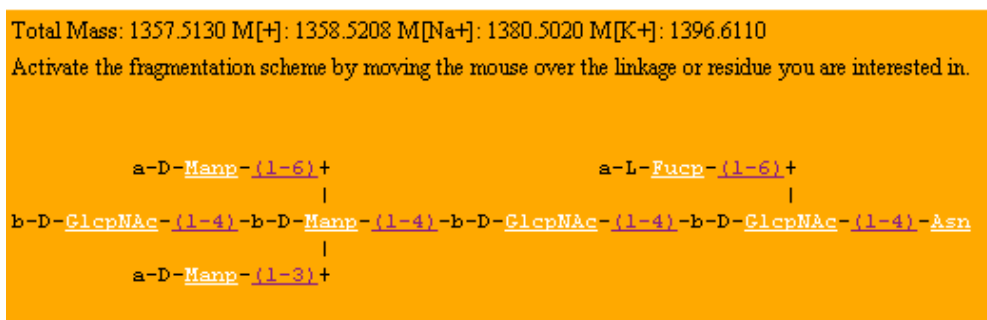 Total Mass: 1357.5130 M[+]: 1358.5208 M[Na+]: 1380.5020 M[K+]: 1396.6110
Activate the fragmentation scheme by moving the mouse over the linkage or residue you are interested in.
a-D-Manp-(1-6)+ a-L-Fucp-(1-6)+
| |
b-D-GlcpNAc-(1-4)-b-D-Manp-(1-4)-b-D-GlcpNAc-(1-4)-b-D-GlcpNAc-(1-4)-Asn
|
a-D-Manp-(1-3)+